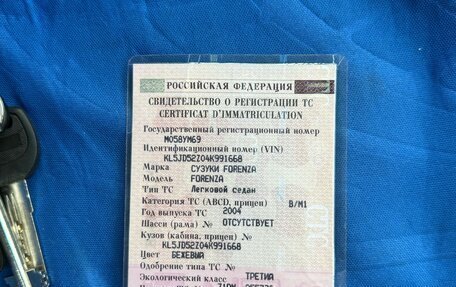 РОССИЙСКАЯ ФЕДЕРАЦИЯ
СВИДЕТЕЛЬСТВО О РЕГИСТРАЦИИ ТС
CERTIFICAT D'IMMATRICULATION
Государственный регистрационный номер
М058УМ69
Идентификационный номер (VIN)
KL5JD52Z04K991668
Марка СУЗУКИ FORENZA
Модель FORENZA
Тип ТС Легковой седан
Категория ТС (ABCD, прицеп) В/М1
Год выпуска ТС 2004
Шасси (рама) № ОТСУТСТВУЕТ
Кузов (кабина, прицеп) №
KL5JD52Z04K991668
Цвет БЕЖЕВЫЙ
Одобрение типа ТС №
Экологический класс ТРЕТИЙ